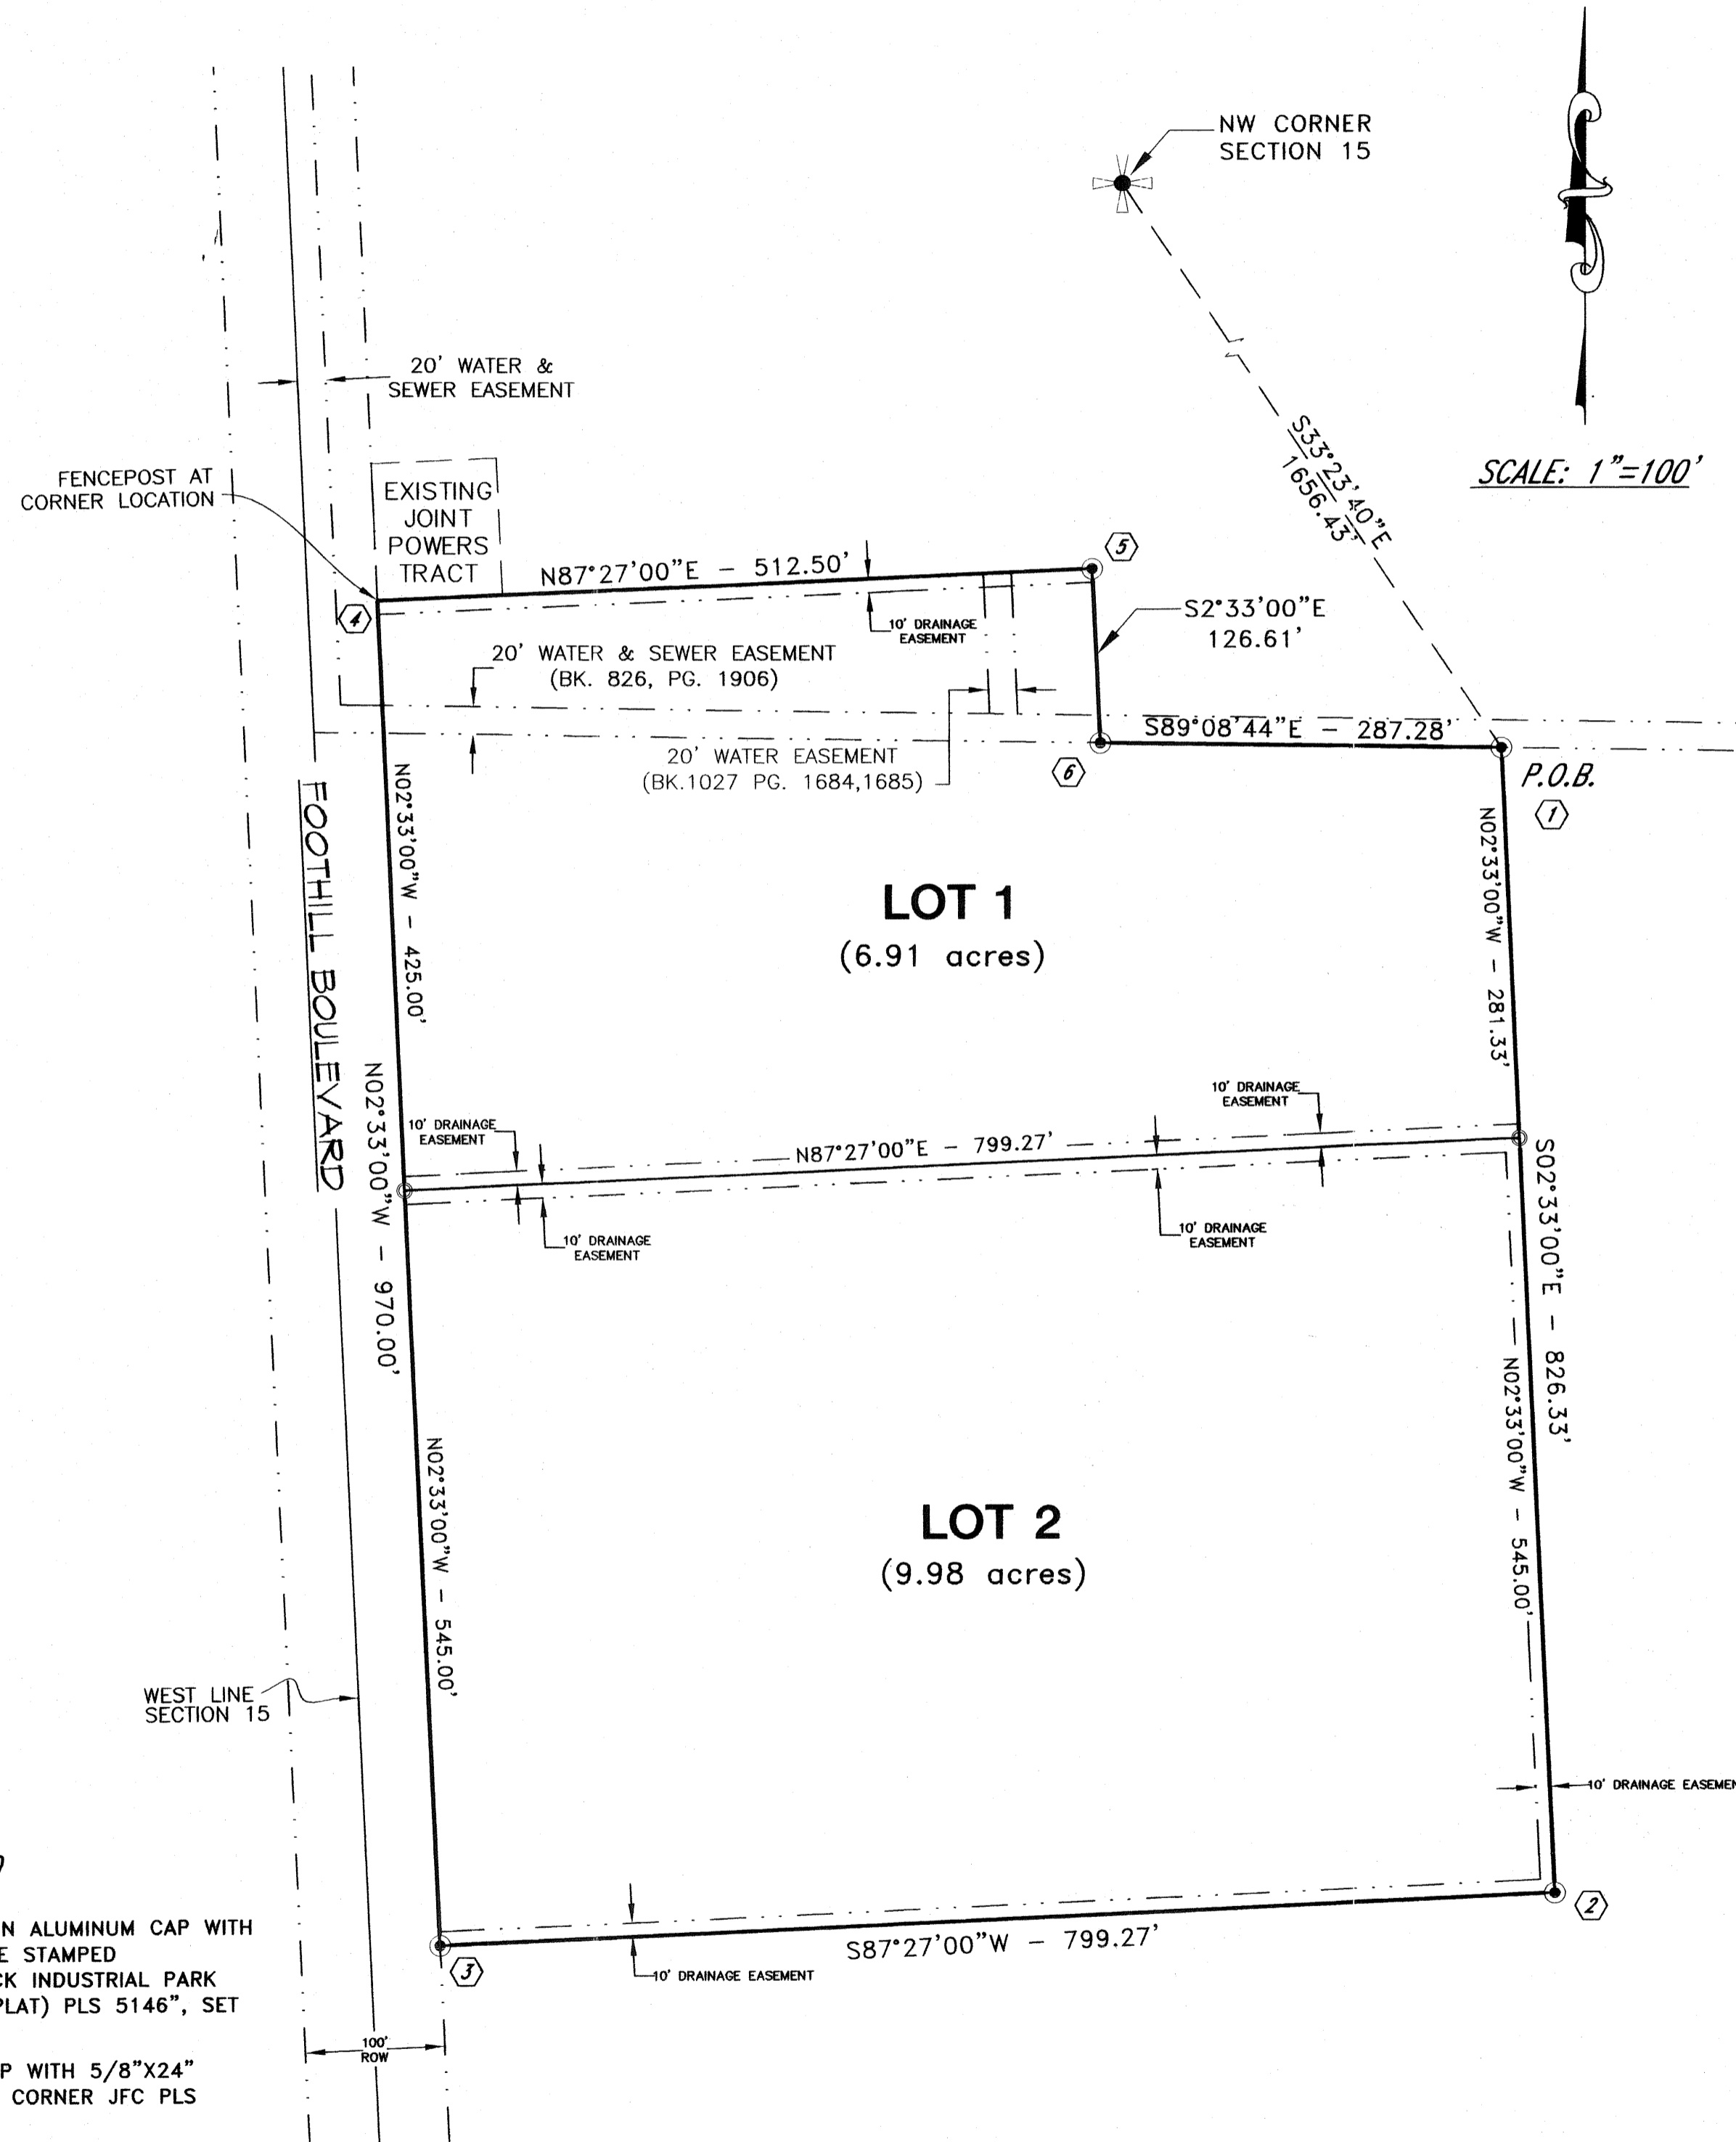 NW CORNER
SECTION 15
20' WATER &
SEWER EASEMENT
S33°23'40"E
1656.43'
SCALE: 1"=100'
FENCEPOST AT
CORNER LOCATION
EXISTING
JOINT
POWERS
TRACT
N87°27'00"E - 512.50'
5
4
10' DRAINAGE
EASEMENT
S2°33'00"E
126.61'
20' WATER & SEWER EASEMENT
(BK. 826, PG. 1906)
S89°08'44"E - 287.28'
20' WATER EASEMENT
(BK.1027 PG. 1684,1685)
6
P.O.B.
1
N02°33'00"W - 425.00'
FOOTHILL BOULEVARD
N02°33'00"W - 281.33'
LOT 1
(6.91 acres)
N02°33'00"W - 970.00'
10' DRAINAGE
EASEMENT
10' DRAINAGE
EASEMENT
N87°27'00"E - 799.27'
10' DRAINAGE
EASEMENT
10' DRAINAGE
EASEMENT
S02°33'00"E - 826.33'
N02°33'00"W - 545.00'
N02°33'00"W - 545.00'
LOT 2
(9.98 acres)
WEST LINE
SECTION 15
10' DRAINAGE EASEMEN
2
S87°27'00"W - 799.27'
3
10' DRAINAGE EASEMENT
N ALUMINUM CAP WITH
E STAMPED
CK INDUSTRIAL PARK
PLAT) PLS 5146", SET
100'
ROW
P WITH 5/8"X24"
CORNER JFC PLS